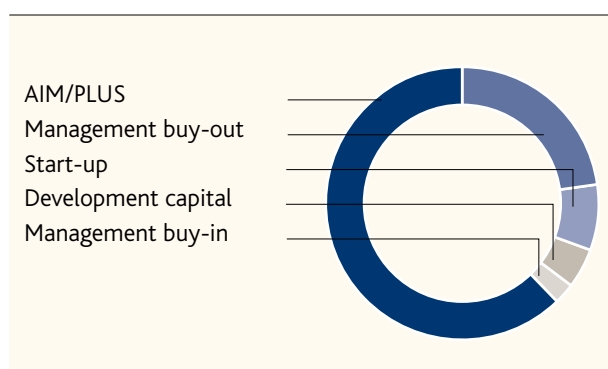 AIM/PLUS
Management buy-out
Start-up
Development capital
Management buy-in